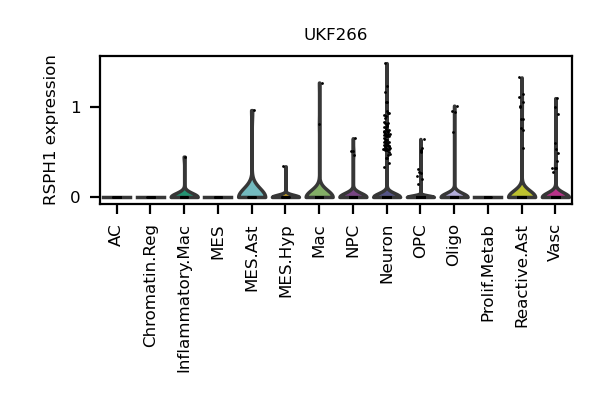 UKF266
RSPH1 expression
1
0
AC
Chromatin.Reg
Inflammatory.Mac
MES
MES.Ast
MES.Hyp
Mac
NPC
Neuron
OPC
Oligo
Prolif.Metab
Reactive.Ast
Vasc